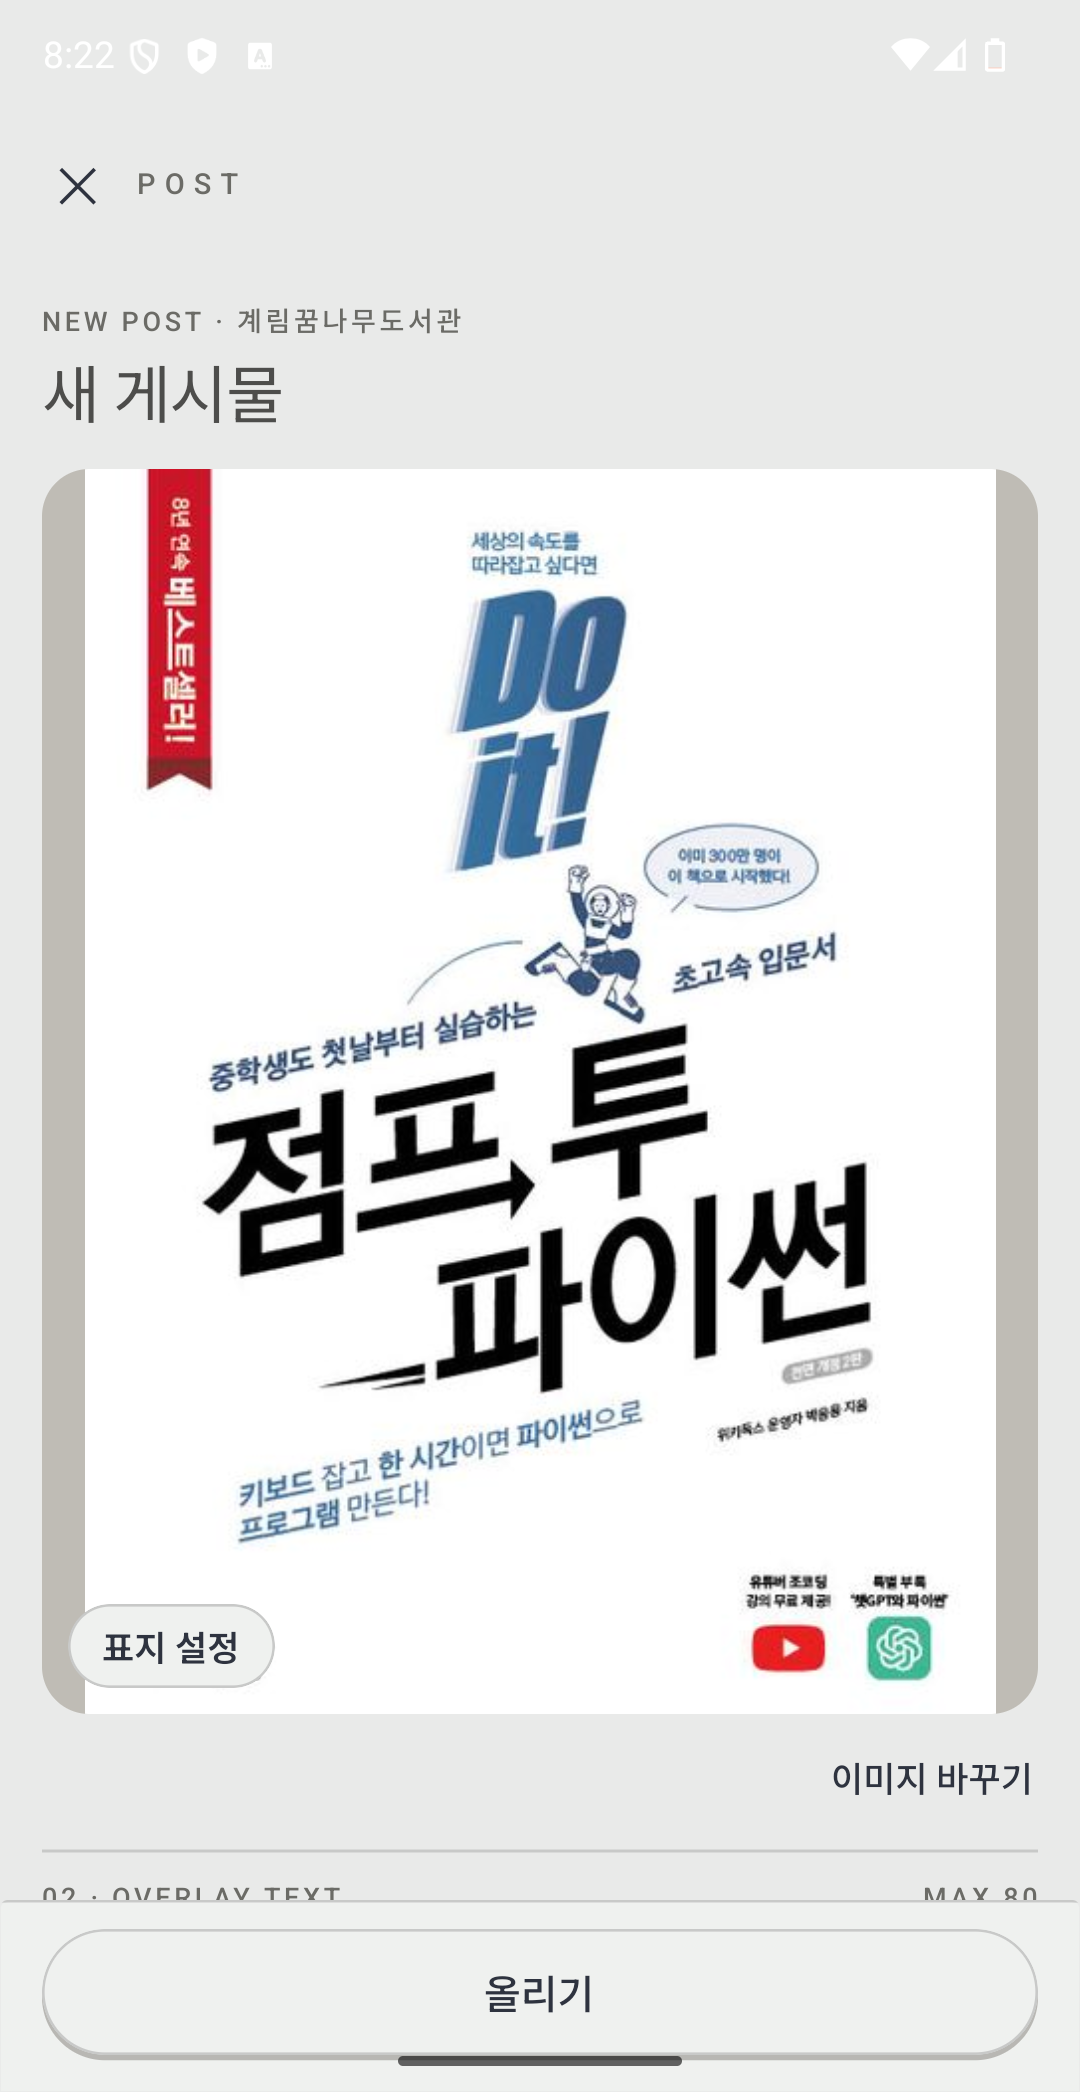 8:22
POST
NEW POST · 계림꿈나무도서관
새 게시물
8년 연속 베스트셀러!
세상의 속도를
따라잡고 싶다면
Do
it!
이미 300만 명이
이 책으로 시작했다!
중학생도 첫날부터 실습하는
초고속 입문서
점프 투
파이썬
전면 개정 2판
위키독스 운영자 박응용 지음
키보드 잡고 한 시간이면 파이썬으로
프로그램 만든다!
유튜버 조코딩
강의 무료 제공!
특별 부록
"챗GPT와 파이썬"
표지 설정
이미지 바꾸기
02 · OVERLAY TEXT
MAX 80
올리기